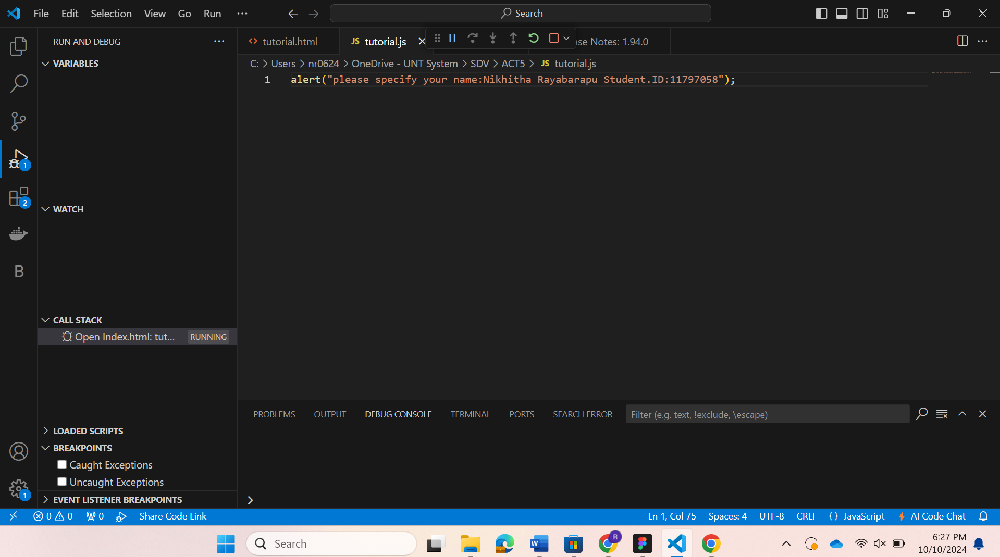 File Edit Selection View Go Run ... Search
RUN AND DEBUG ...
tutorial.html JS tutorial.js se Notes: 1.94.0
VARIABLES
C: > Users > nr0624 > OneDrive - UNT System > SDV > ACT5 > JS tutorial.js
1 alert("please specify your name:Nikhitha Rayabarapu Student.ID:11797058");
1
2
WATCH
B
CALL STACK
Open Index.html: tut... RUNNING
PROBLEMS OUTPUT DEBUG CONSOLE TERMINAL PORTS SEARCH ERROR Filter (e.g. text, !exclude, \escape)
LOADED SCRIPTS
BREAKPOINTS
Caught Exceptions
Uncaught Exceptions
1
EVENT LISTENER BREAKPOINTS
0 0 0 Share Code Link Ln 1, Col 75 Spaces: 4 UTF-8 CRLF {} JavaScript AI Code Chat
Search W R 6:27 PM
10/10/2024